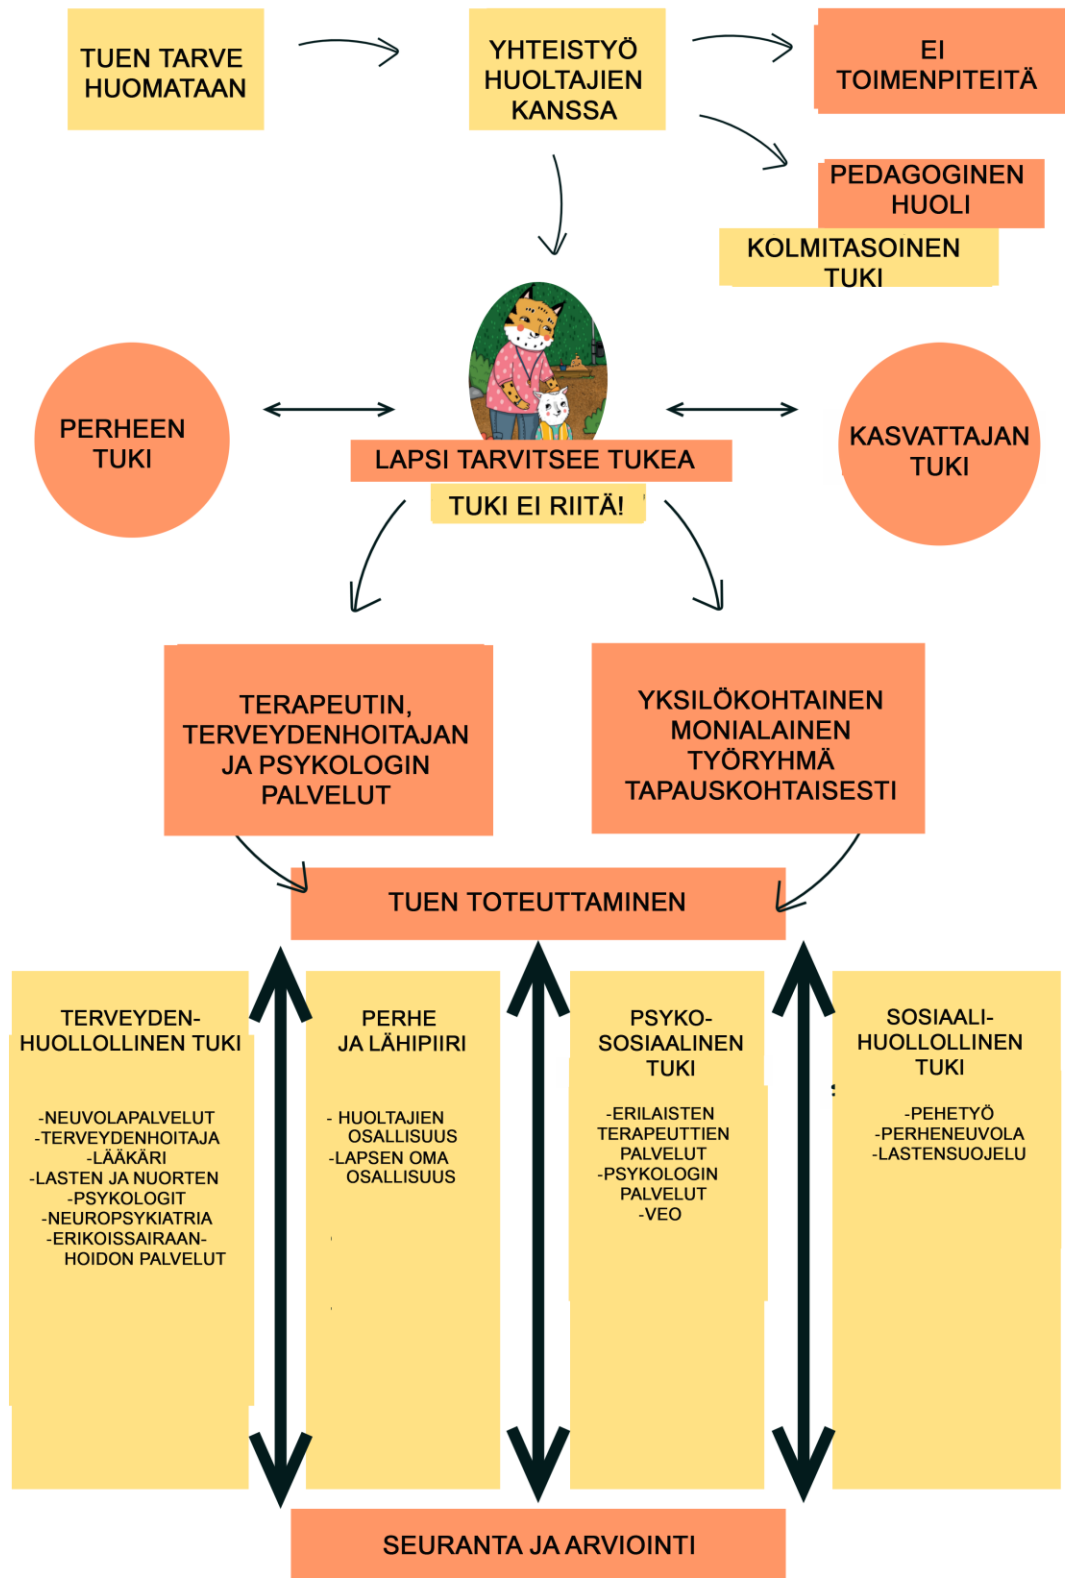 TUEN TARVE
HUOMATAAN
YHTEISTYÖ
HUOLTAJIEN
KANSSA
EI
TOIMENPITEITÄ
PEDAGOGINEN
HUOLI
KOLMITASOINEN
TUKI
PERHEEN
TUKI
KASVATTAJAN
TUKI
LAPSI TARVITSEE TUKEA
TUKI EI RIITÄ!
TERAPEUTIN,
TERVEYDENHOITAJAN
JA PSYKOLOGIN
PALVELUT
YKSILÖKOHTAINEN
MONIALAINEN
TYÖRYHMÄ
TAPAUSKOHTAISESTI
TUEN TOTEUTTAMINEN
TERVEYDEN-
HUOLLOLLINEN TUKI
-NEUVOLAPALVELUT
-TERVEYDENHOITAJA
-LÄÄKÄRI
-LASTEN JA NUORTEN
-PSYKOLOGIT
-NEUROPSYKIATRIA
-ERIKOISSAIRAAN-
HOIDON PALVELUT
PERHE
JA LÄHIPIIRI
- HUOLTAJIEN
OSALLISUUS
-LAPSEN OMA
OSALLISUUS
PSYKO-
SOSIAALINEN
TUKI
-ERILAISTEN
TERAPEUTTIEN
PALVELUT
-PSYKOLOGIN
PALVELUT
-VEO
SOSIAALI-
HUOLLOLLINEN
TUKI
-PEHETYÖ
-PERHENEUVOLA
-LASTENSUOJELU
SEURANTA JA ARVIOINTI